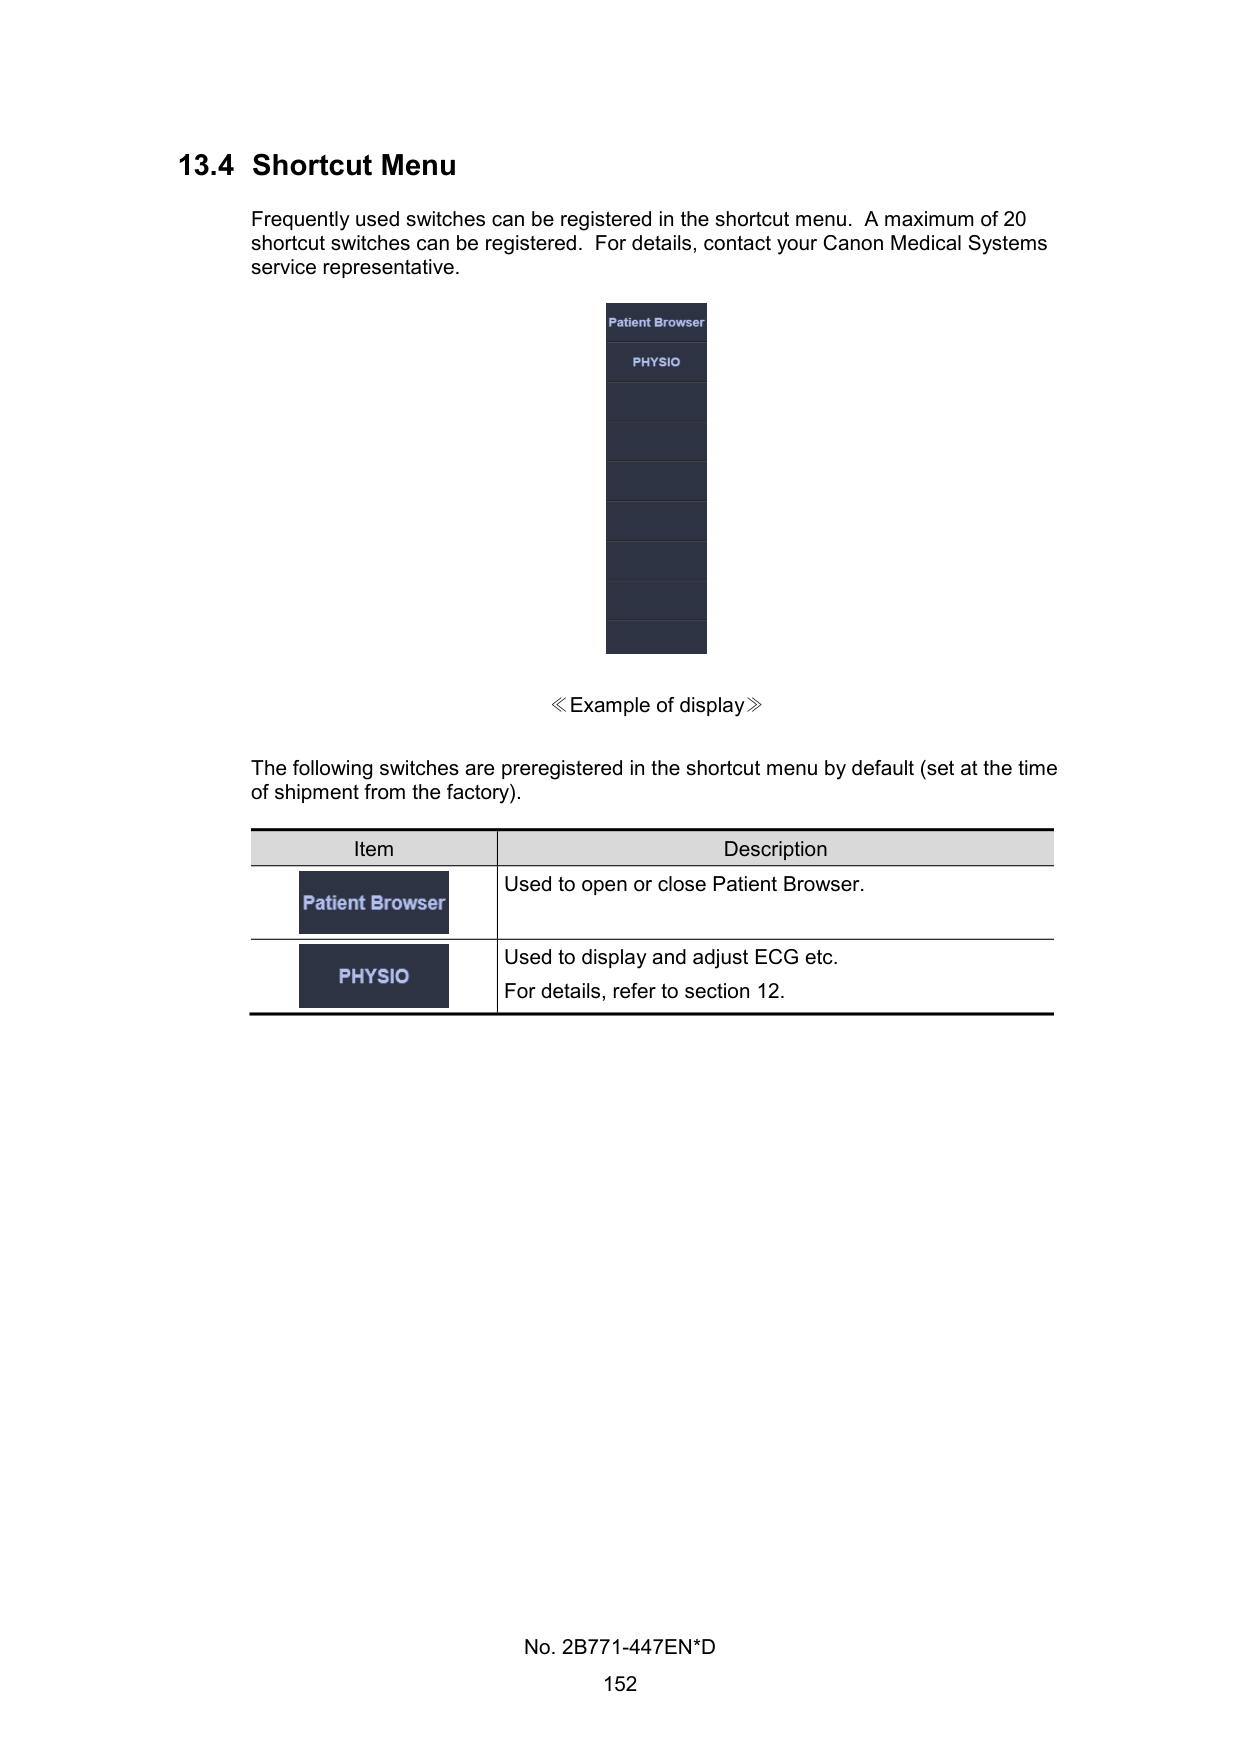 13.4 Shortcut Menu
Frequently used switches can be registered in the shortcut menu.  A maximum of 20
shortcut switches can be registered.  For details, contact your Canon Medical Systems
service representative.
Patient Browser
PHYSIO
≪Example of display≫
The following switches are preregistered in the shortcut menu by default (set at the time
of shipment from the factory).
Item Description
Patient Browser Used to open or close Patient Browser.
PHYSIO Used to display and adjust ECG etc.
For details, refer to section 12.
No. 2B771-447EN*D
152